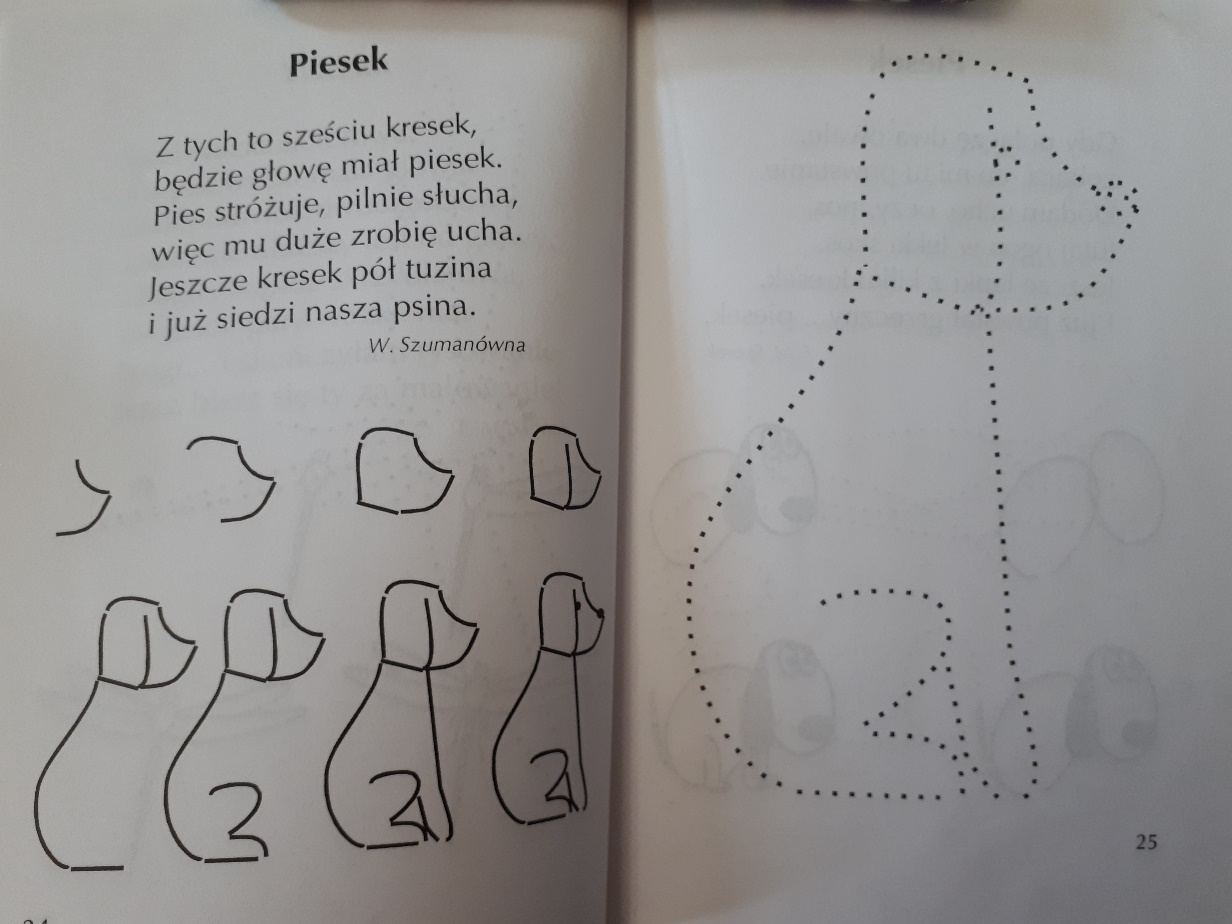 Piesek
Z tych to sześciu kresek,
będzie głowę miał piesek.
Pies stróżuje, pilnie słucha,
więc mu duże zrobię ucha.
Jeszcze kresek pół tuzina
i już siedzi nasza psina.
W. Szumanówna
25